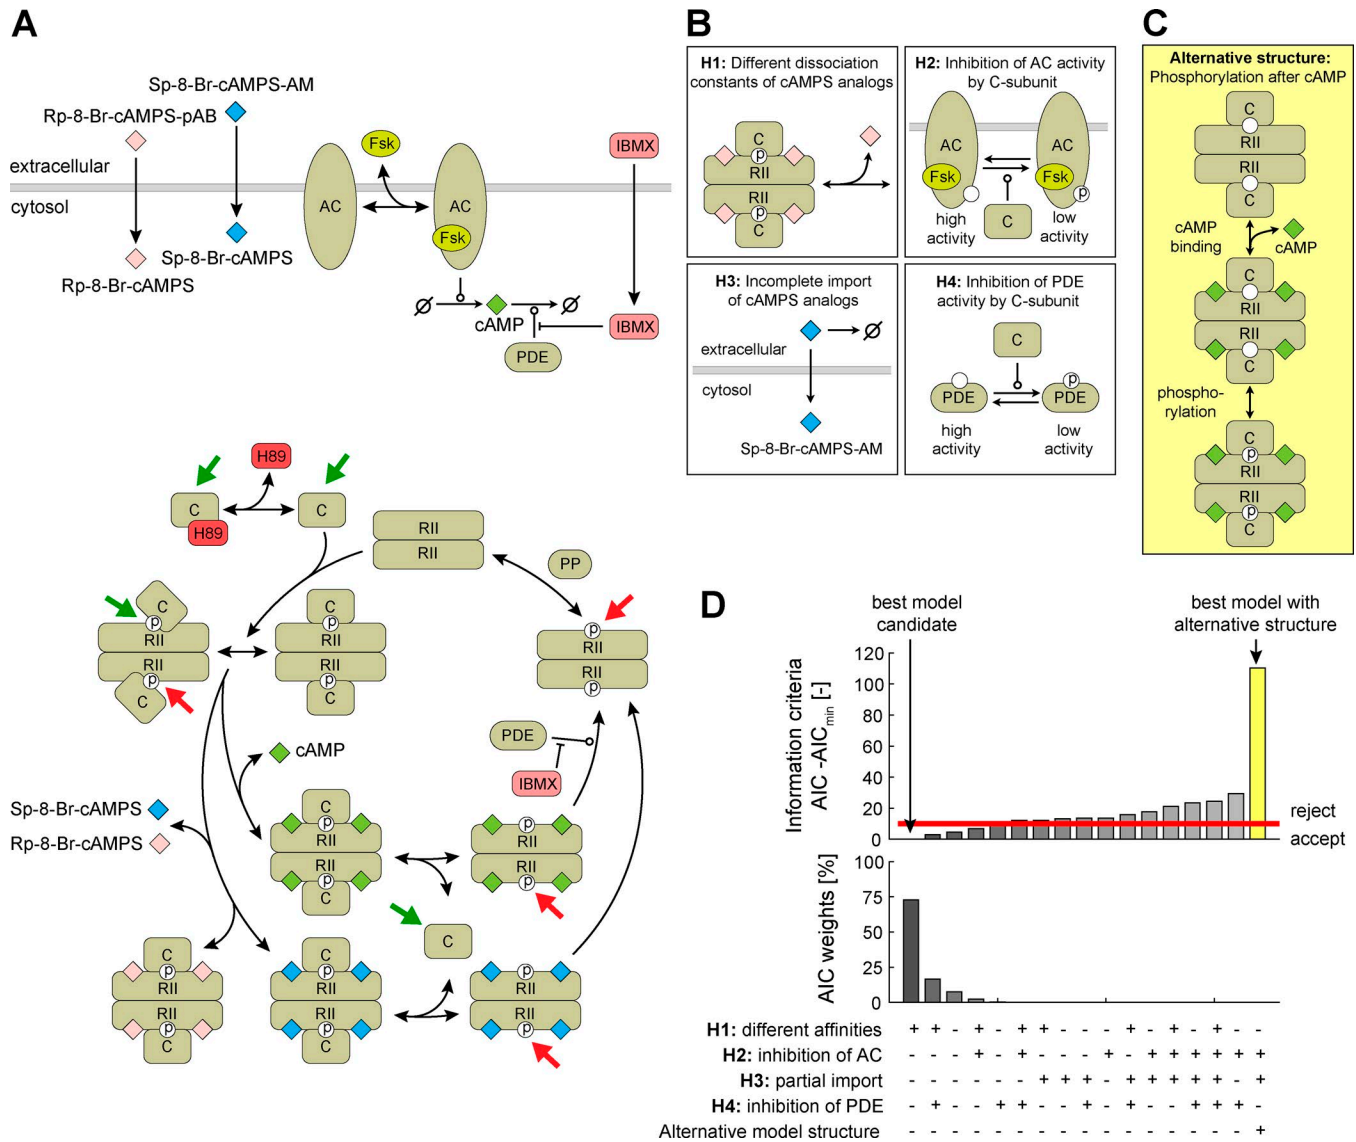 A
Sp-8-Br-cAMPS-AM
Rp-8-Br-cAMPS-pAB
extracellular
cytosol
Sp-8-Br-cAMPS
Rp-8-Br-cAMPS
AC
Fsk
AC
Fsk
IBMX
cAMP
IBMX
PDE
H89
C
H89
C
RII
RII
PP
C
p
RII
RII
p
C
C
p
RII
RII
p
C
p
RII
RII
p
PDE
IBMX
cAMP
Sp-8-Br-cAMPS
Rp-8-Br-cAMPS
C
p
RII
RII
p
C
p
RII
RII
p
C
C
p
RII
RII
p
C
C
p
RII
RII
p
C
p
RII
RII
p
B
H1: Different dissociation
constants of cAMPS analogs
C
p
RII
RII
p
C
H2: Inhibition of AC activity
by C-subunit
AC
AC
Fsk
Fsk
p
high
activity
C
low
activity
H3: Incomplete import
of cAMPS analogs
extracellular
cytosol
Sp-8-Br-cAMPS-AM
H4: Inhibition of PDE
activity by C-subunit
C
p
PDE
PDE
high
activity
low
activity
C
Alternative structure:
Phosphorylation after cAMP
C
RII
RII
C
cAMP
binding
cAMP
C
RII
RII
C
phospho-
rylation
C
p
RII
RII
p
C
D
best model
candidate
best model with
alternative structure
Information criteria
AIC -AICmin [-]
120
100
80
60
40
20
0
reject
accept
AIC weights [%]
100
75
50
25
0
H1: different affinities + + - + - + + - - - + - + - + - -
H2: inhibition of AC - - - + - + - - - + - + + + + + +
H3: partial import - - - - - - + + + - + + + + + - +
H4: inhibition of PDE - + - - + + - - + - + - - + + + -
Alternative model structure - - - - - - - - - - - - - - - - +